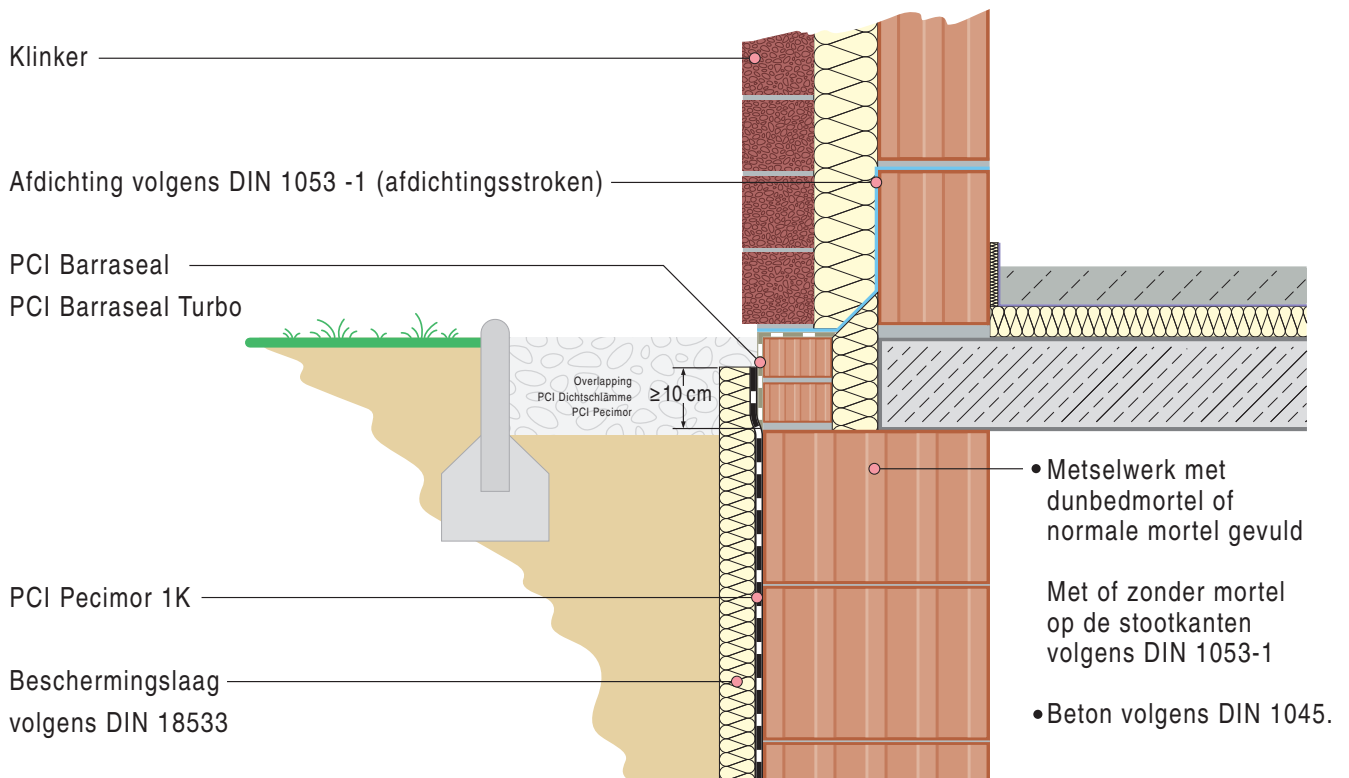 Klinker
Afdichting volgens DIN 1053 -1 (afdichtingsstroken)
PCI Barraseal
PCI Barraseal Turbo
Overlapping
PCI Dichtschlämme
PCI Pecimor
≥10 cm
PCI Pecimor 1K
Beschermingslaag
volgens DIN 18533
• Metselwerk met
dunbedmortel of
normale mortel gevuld
Met of zonder mortel
op de stootkanten
volgens DIN 1053-1
• Beton volgens DIN 1045.